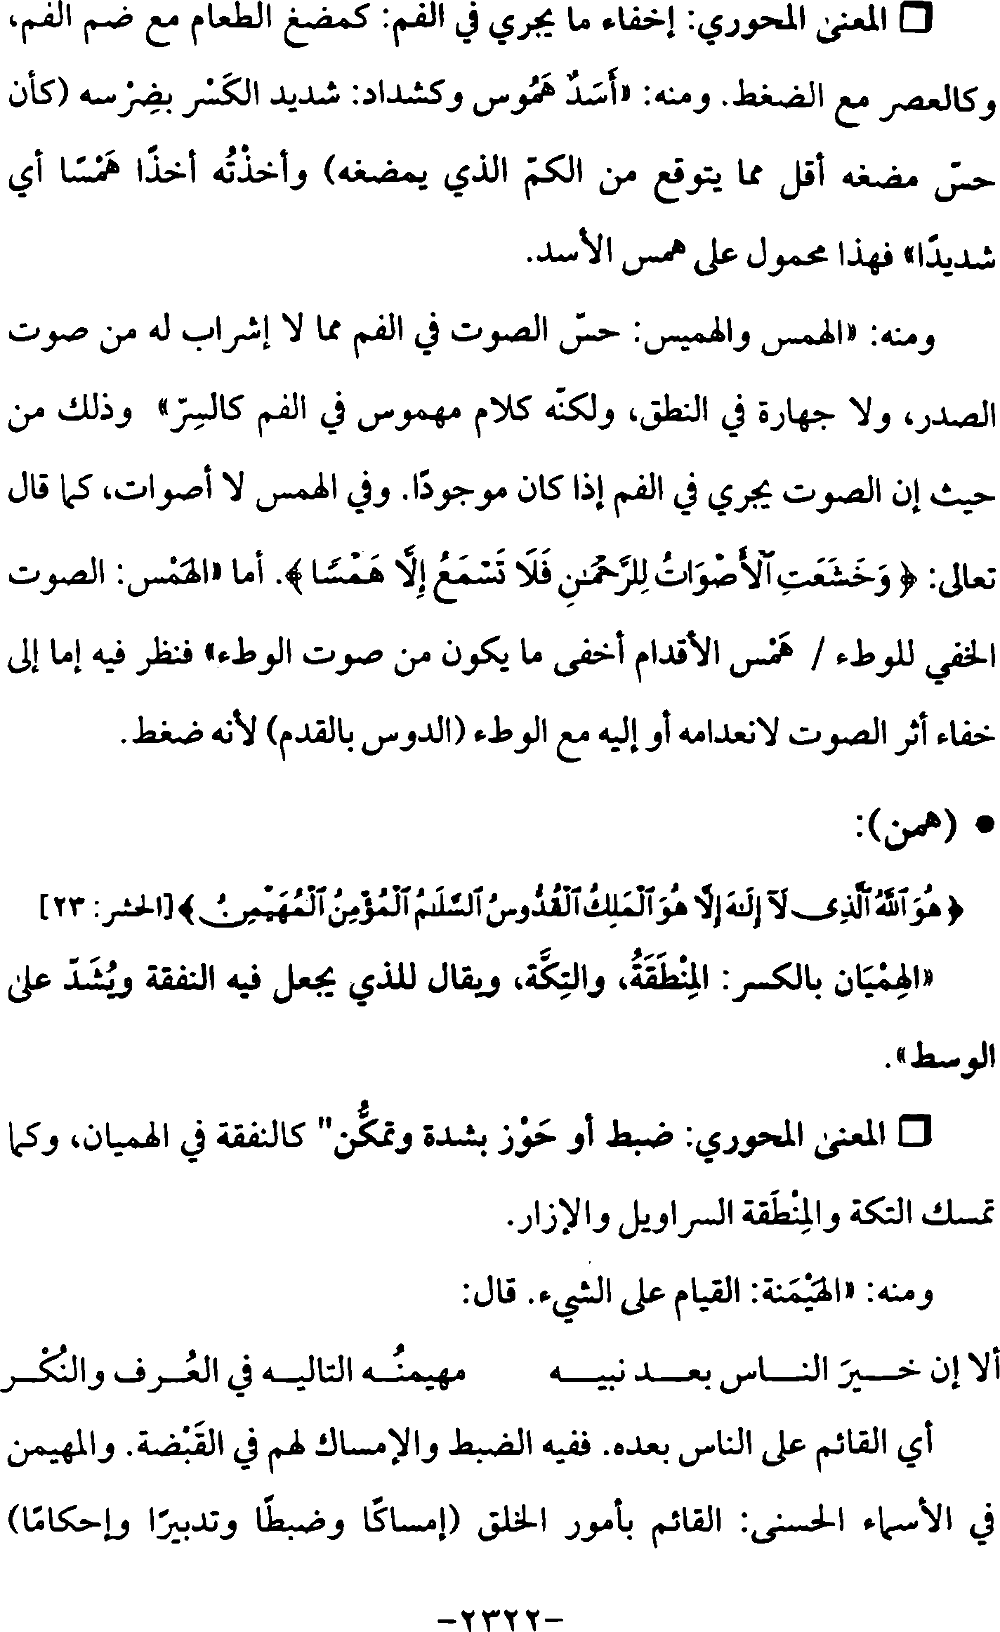 □ المعنى المحوري: إخفاء ما يجري في الفم: كمضغ الطعام مع ضم الفم،
وكالعصر مع الضغط. ومنه: «أَسَدٌ هَمُوس وكشداد: شديد الكَسْر بضِرْسه (كأن
حسّ مضغه أقل مما يتوقع من الكمّ الذي يمضغه) وأخذْتُه أخذًا هَمْسًا أي
شديدًا» فهذا محمول على همس الأسد.
ومنه: «الهمس والهميس: حسّ الصوت في الفم مما لا إشراب له من صوت
الصدر، ولا جهارة في النطق، ولكنّه كلام مهموس في الفم كالسِرّ» وذلك من
حيث إن الصوت يجري في الفم إذا كان موجودًا. وفي الهمس لا أصوات، كما قال
تعالى: ﴿وَخَشَعَتِ ٱلْأَصْوَاتُ لِلرَّحْمَٰنِ فَلَا تَسْمَعُ إِلَّا هَمْسًا﴾. أما «الهَمْس: الصوت
الخفي للوطء / هَمْس الأقدام أخفى ما يكون من صوت الوطء» فنظر فيه إما إلى
خفاء أثر الصوت لانعدامه أو إليه مع الوطء (الدوس بالقدم) لأنه ضغط.
• (همن):
﴿هُوَ ٱللَّهُ ٱلَّذِى لَآ إِلَٰهَ إِلَّا هُوَ ٱلْمَلِكُ ٱلْقُدُّوسُ ٱلسَّلَٰمُ ٱلْمُؤْمِنُ ٱلْمُهَيْمِنُ﴾ [الحشر: ٢٣]
«الهِمْيَان بالكسر: المِنْطَقَةُ، والتِكَّة، ويقال للذي يجعل فيه النفقة ويُشَدّ على
الوسط».
□ المعنى المحوري: ضبط أو حَوْز بشدة وتمكُّن" كالنفقة في الهميان، وكما
تمسك التكة والمِنْطَقة السراويل والإزار.
ومنه: «الهَيْمَنة: القيام على الشيء. قال:
ألا إن خيرَ الناس بعد نبيه مهيمنُه التاليه في العُرف والنُكْر
أي القائم على الناس بعده. ففيه الضبط والإمساك لهم في القَبْضة. والمهيمن
في الأسماء الحسنى: القائم بأمور الخلق (إمساكًا وضبطًا وتدبيرًا وإحكامًا)
-٢٣٢٢-